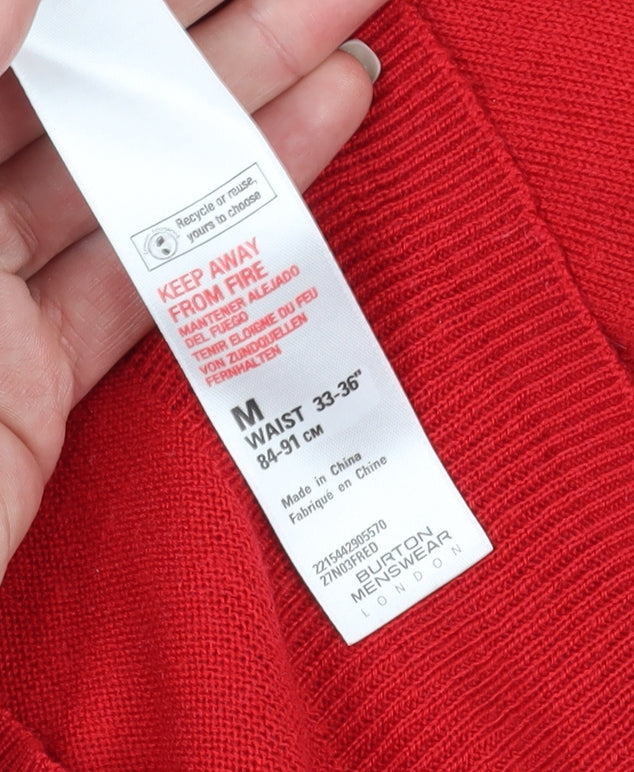 Recycle or reuse,
yours to choose
KEEP AWAY
FROM FIRE
MANTENER ALEJADO
DEL FUEGO
TENIR ELOIGNE DU FEU
VON ZUNDQUELLEN
FERNHALTEN
M
WAIST 33-36"
84-91 CM
Made in China
Fabriqué en Chine
2215442905570
27N03FRED
BURTON
MENSWEAR
LONDON